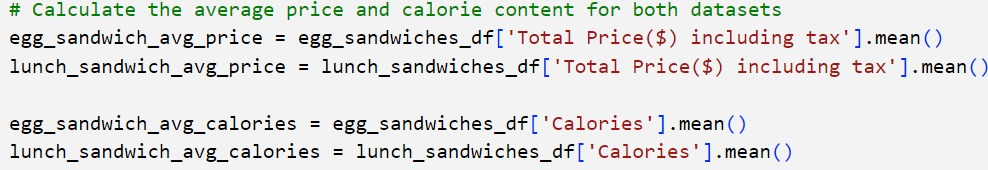 # Calculate the average price and calorie content for both datasets
egg_sandwich_avg_price = egg_sandwiches_df['Total Price($) including tax'].mean()
lunch_sandwich_avg_price = lunch_sandwiches_df['Total Price($) including tax'].mean()
egg_sandwich_avg_calories = egg_sandwiches_df['Calories'].mean()
lunch_sandwich_avg_calories = lunch_sandwiches_df['Calories'].mean()